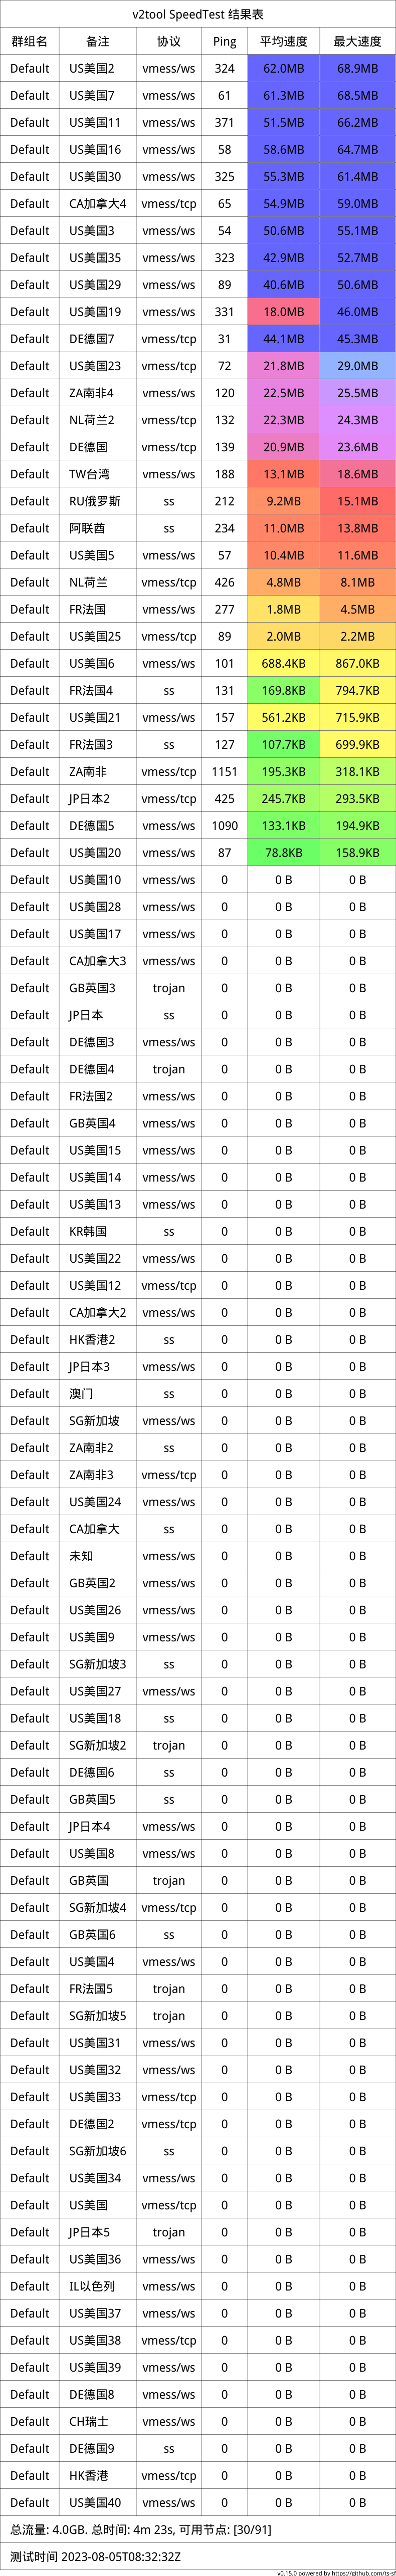 v2tool SpeedTest 结果表
群组名 备注 协议 Ping 平均速度 最大速度
Default US美国2 vmess/ws 324 62.0MB 68.9MB
Default US美国7 vmess/ws 61 61.3MB 68.5MB
Default US美国11 vmess/ws 371 51.5MB 66.2MB
Default US美国16 vmess/ws 58 58.6MB 64.7MB
Default US美国30 vmess/ws 325 55.3MB 61.4MB
Default CA加拿大4 vmess/tcp 65 54.9MB 59.0MB
Default US美国3 vmess/ws 54 50.6MB 55.1MB
Default US美国35 vmess/ws 323 42.9MB 52.7MB
Default US美国29 vmess/ws 89 40.6MB 50.6MB
Default US美国19 vmess/ws 331 18.0MB 46.0MB
Default DE德国7 vmess/tcp 31 44.1MB 45.3MB
Default US美国23 vmess/tcp 72 21.8MB 29.0MB
Default ZA南非4 vmess/ws 120 22.5MB 25.5MB
Default NL荷兰2 vmess/tcp 132 22.3MB 24.3MB
Default DE德国 vmess/tcp 139 20.9MB 23.6MB
Default TW台湾 vmess/ws 188 13.1MB 18.6MB
Default RU俄罗斯 ss 212 9.2MB 15.1MB
Default 阿联酋 ss 234 11.0MB 13.8MB
Default US美国5 vmess/ws 57 10.4MB 11.6MB
Default NL荷兰 vmess/tcp 426 4.8MB 8.1MB
Default FR法国 vmess/ws 277 1.8MB 4.5MB
Default US美国25 vmess/tcp 89 2.0MB 2.2MB
Default US美国6 vmess/ws 101 688.4KB 867.0KB
Default FR法国4 ss 131 169.8KB 794.7KB
Default US美国21 vmess/ws 157 561.2KB 715.9KB
Default FR法国3 ss 127 107.7KB 699.9KB
Default ZA南非 vmess/tcp 1151 195.3KB 318.1KB
Default JP日本2 vmess/tcp 425 245.7KB 293.5KB
Default DE德国5 vmess/ws 1090 133.1KB 194.9KB
Default US美国20 vmess/ws 87 78.8KB 158.9KB
Default US美国10 vmess/ws 0 0 B 0 B
Default US美国28 vmess/ws 0 0 B 0 B
Default US美国17 vmess/ws 0 0 B 0 B
Default CA加拿大3 vmess/ws 0 0 B 0 B
Default GB英国3 trojan 0 0 B 0 B
Default JP日本 ss 0 0 B 0 B
Default DE德国3 vmess/ws 0 0 B 0 B
Default DE德国4 trojan 0 0 B 0 B
Default FR法国2 vmess/ws 0 0 B 0 B
Default GB英国4 vmess/ws 0 0 B 0 B
Default US美国15 vmess/ws 0 0 B 0 B
Default US美国14 vmess/ws 0 0 B 0 B
Default US美国13 vmess/ws 0 0 B 0 B
Default KR韩国 ss 0 0 B 0 B
Default US美国22 vmess/ws 0 0 B 0 B
Default US美国12 vmess/tcp 0 0 B 0 B
Default CA加拿大2 vmess/ws 0 0 B 0 B
Default HK香港2 ss 0 0 B 0 B
Default JP日本3 vmess/ws 0 0 B 0 B
Default 澳门 ss 0 0 B 0 B
Default SG新加坡 vmess/ws 0 0 B 0 B
Default ZA南非2 ss 0 0 B 0 B
Default ZA南非3 vmess/tcp 0 0 B 0 B
Default US美国24 vmess/ws 0 0 B 0 B
Default CA加拿大 ss 0 0 B 0 B
Default 未知 vmess/ws 0 0 B 0 B
Default GB英国2 vmess/ws 0 0 B 0 B
Default US美国26 vmess/ws 0 0 B 0 B
Default US美国9 vmess/ws 0 0 B 0 B
Default SG新加坡3 ss 0 0 B 0 B
Default US美国27 vmess/ws 0 0 B 0 B
Default US美国18 ss 0 0 B 0 B
Default SG新加坡2 trojan 0 0 B 0 B
Default DE德国6 ss 0 0 B 0 B
Default GB英国5 ss 0 0 B 0 B
Default JP日本4 vmess/ws 0 0 B 0 B
Default US美国8 vmess/ws 0 0 B 0 B
Default GB英国 trojan 0 0 B 0 B
Default SG新加坡4 vmess/tcp 0 0 B 0 B
Default GB英国6 ss 0 0 B 0 B
Default US美国4 vmess/ws 0 0 B 0 B
Default FR法国5 trojan 0 0 B 0 B
Default SG新加坡5 trojan 0 0 B 0 B
Default US美国31 vmess/ws 0 0 B 0 B
Default US美国32 vmess/ws 0 0 B 0 B
Default US美国33 vmess/tcp 0 0 B 0 B
Default DE德国2 vmess/tcp 0 0 B 0 B
Default SG新加坡6 ss 0 0 B 0 B
Default US美国34 vmess/ws 0 0 B 0 B
Default US美国 vmess/tcp 0 0 B 0 B
Default JP日本5 trojan 0 0 B 0 B
Default US美国36 vmess/ws 0 0 B 0 B
Default IL以色列 vmess/ws 0 0 B 0 B
Default US美国37 vmess/ws 0 0 B 0 B
Default US美国38 vmess/tcp 0 0 B 0 B
Default US美国39 vmess/ws 0 0 B 0 B
Default DE德国8 vmess/ws 0 0 B 0 B
Default CH瑞士 vmess/ws 0 0 B 0 B
Default DE德国9 ss 0 0 B 0 B
Default HK香港 vmess/tcp 0 0 B 0 B
Default US美国40 vmess/ws 0 0 B 0 B
总流量: 4.0GB. 总时间: 4m 23s, 可用节点: [30/91]
测试时间 2023-08-05T08:32:32Z
v0.15.0 powered by https://github.com/ts-sf